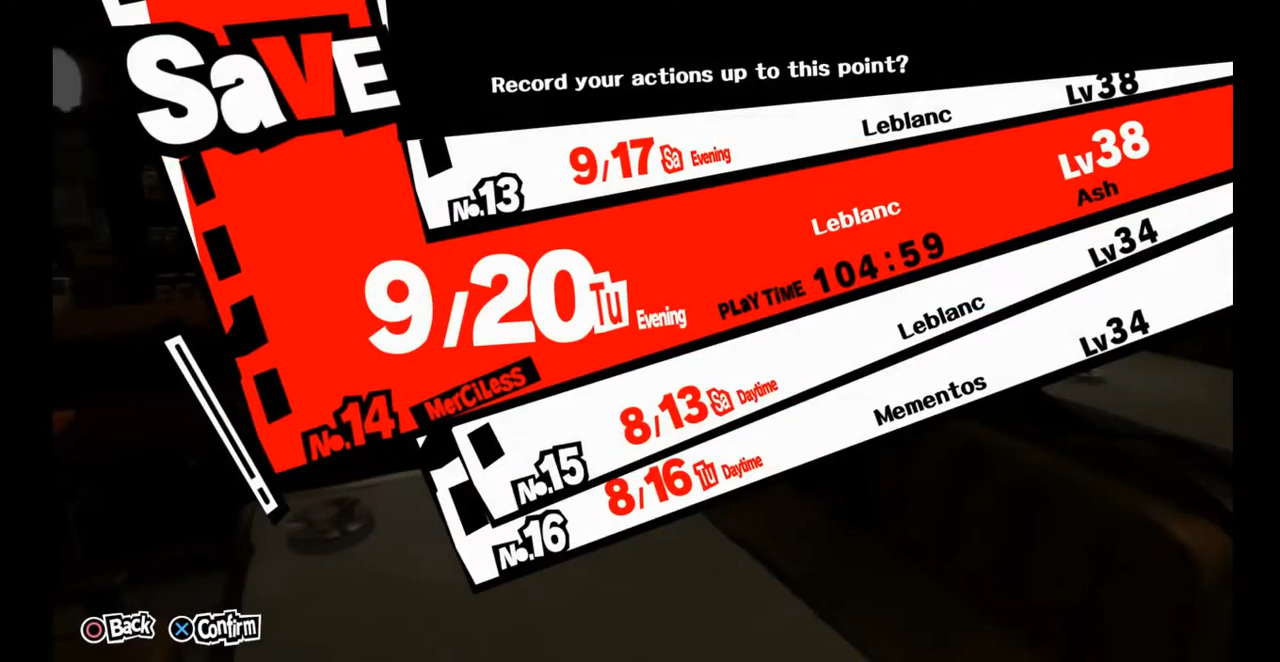 SaVE
Record your actions up to this point?
No.13 9/17 Sa Evening Leblanc Lv38
No.14 9/20 Tu Evening Leblanc Lv38
PLaY TiME 104:59 Ash
MerCiLeSS
No.15 8/13 Sa Daytime Leblanc Lv34
No.16 8/16 Tu Daytime Mementos Lv34
Back Confirm